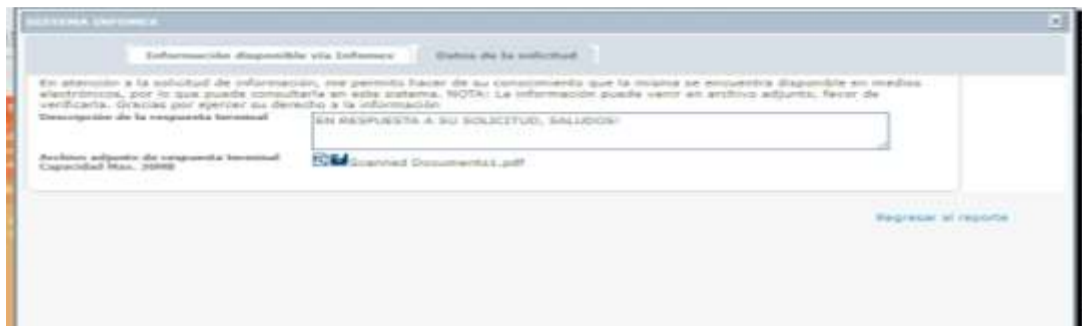 SISTEMA INFOMEX
Información disponible vía Infomex
Datos de la solicitud
En atención a la solicitud de información, me permito hacer de su conocimiento que la misma se encuentra disponible en medios
electrónicos, por lo que puede consultarla en este sistema. NOTA: La información puede venir en archivo adjunto, favor de
verificarla. Gracias por ejercer su derecho a la información
Descripción de la respuesta terminal
EN RESPUESTA A SU SOLICITUD, SALUDOS!
Archivo adjunto de respuesta terminal
Capacidad Max. 20MB
Scanned Documents1.pdf
Regresar al reporte